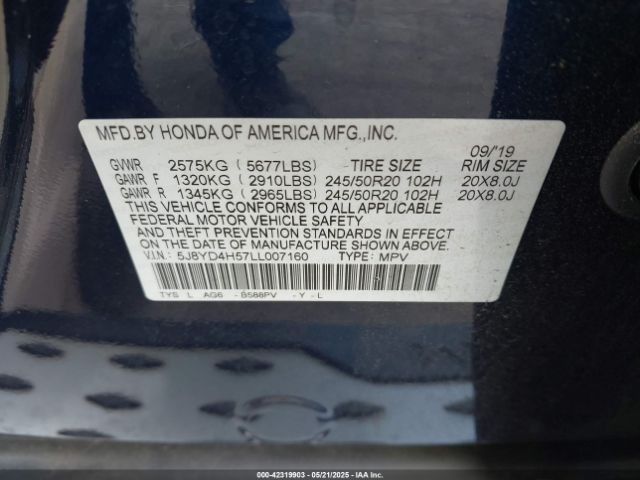 MFD.BY HONDA OF AMERICA MFG.,INC.
09/'19
GVWR 2575KG ( 5677LBS) TIRE SIZE RIM SIZE
GAWR F 1320KG ( 2910LBS) 245/50R20 102H 20X8.0J
GAWR R 1345KG ( 2965LBS) 245/50R20 102H 20X8.0J
THIS VEHICLE CONFORMS TO ALL APPLICABLE
FEDERAL MOTOR VEHICLE SAFETY
AND THEFT PREVENTION STANDARDS IN EFFECT
ON THE DATE OF MANUFACTURE SHOWN ABOVE.
V.I.N.: 5J8YD4H57LL007160 TYPE: MPV
TYS L AG6 -B588PV -Y-L
000-42319903 - 05/21/2025 - IAA Inc.